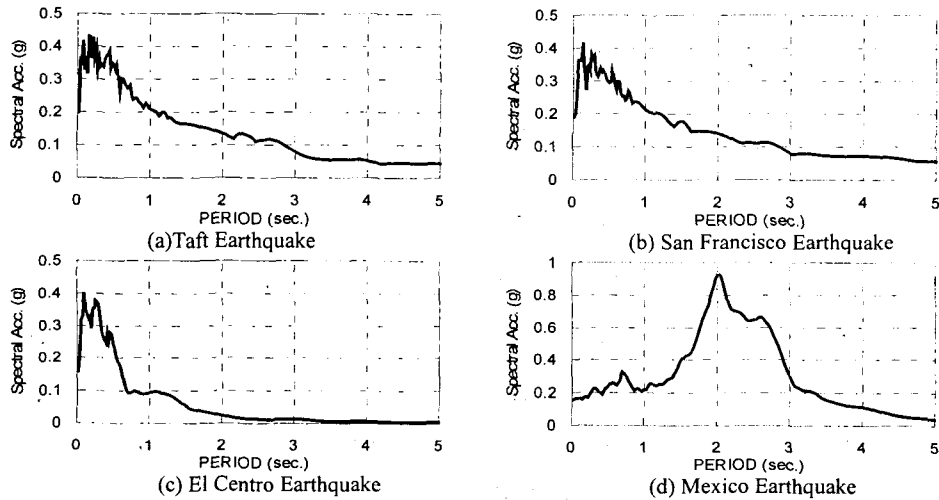 Spectral Acc. (g)
0.5
0.4
0.3
0.2
0.1
0
0 1 2 3 4 5
PERIOD (sec.)
(a)Taft Earthquake
Spectral Acc. (g)
0.5
0.4
0.3
0.2
0.1
0
0 1 2 3 4 5
PERIOD (sec.)
(b) San Francisco Earthquake
Spectral Acc. (g)
0.5
0.4
0.3
0.2
0.1
0
0 1 2 3 4 5
PERIOD (sec.)
(c) El Centro Earthquake
Spectral Acc. (g)
1
0.8
0.6
0.4
0.2
0
0 1 2 3 4 5
PERIOD (sec.)
(d) Mexico Earthquake